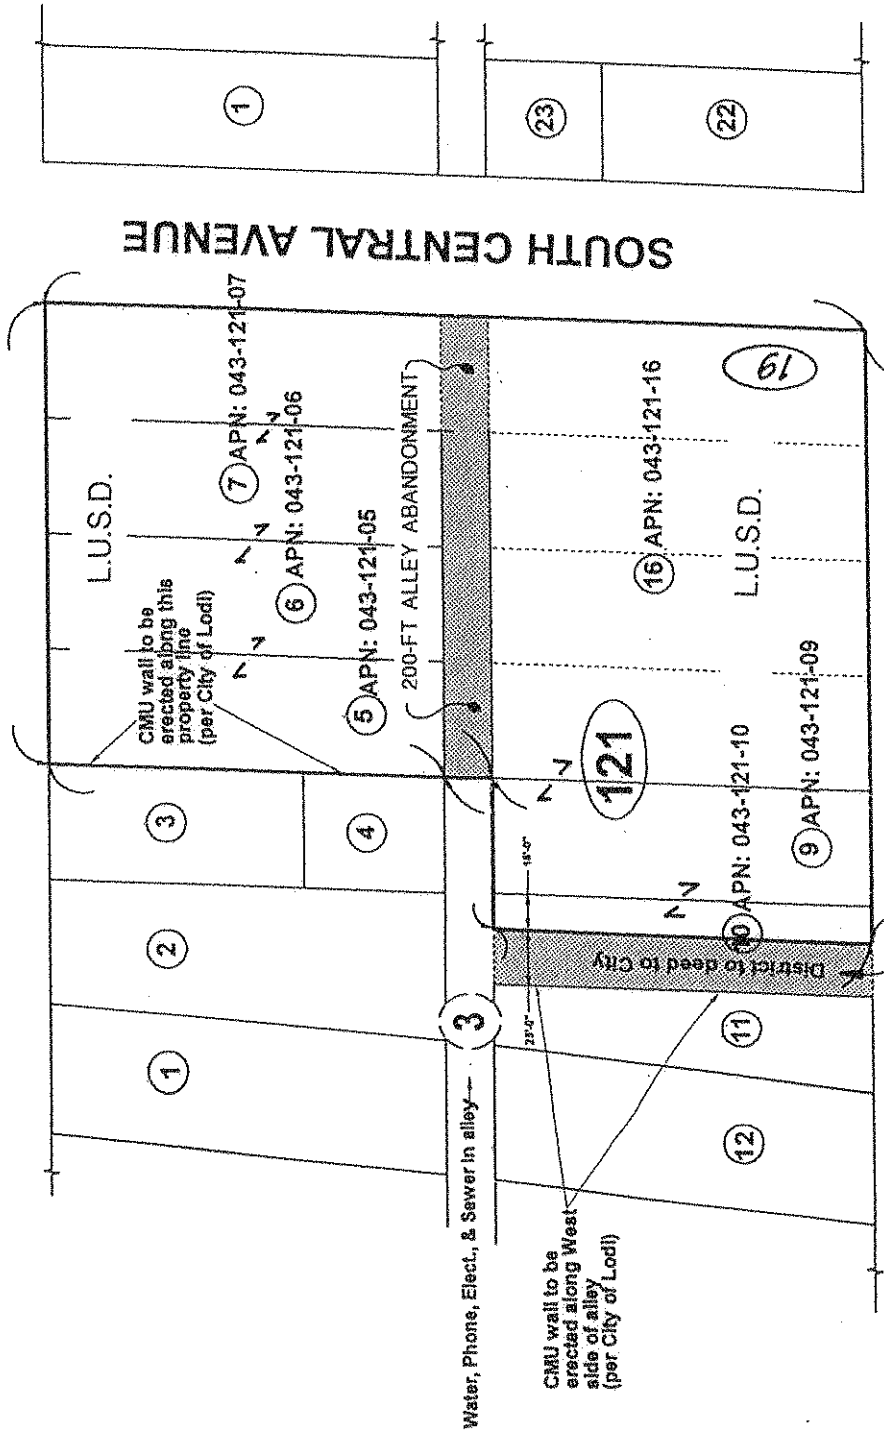 1
23
22
SOUTH CENTRAL AVENUE
L.U.S.D.
7 APN: 043-121-07
6 APN: 043-121-06
5 APN: 043-121-05
CMU wall to be
erected along this
property line
(per City of Lodi)
200-FT ALLEY ABANDONMENT
19
16 APN: 043-121-16
L.U.S.D.
121
9 APN: 043-121-09
10 APN: 043-121-10
3
4
2
1
15'-0"
District to deed to City
3
11
12
Water, Phone, Elect., & Sewer in alley
CMU wall to be
erected along West
side of alley
(per City of Lodi)